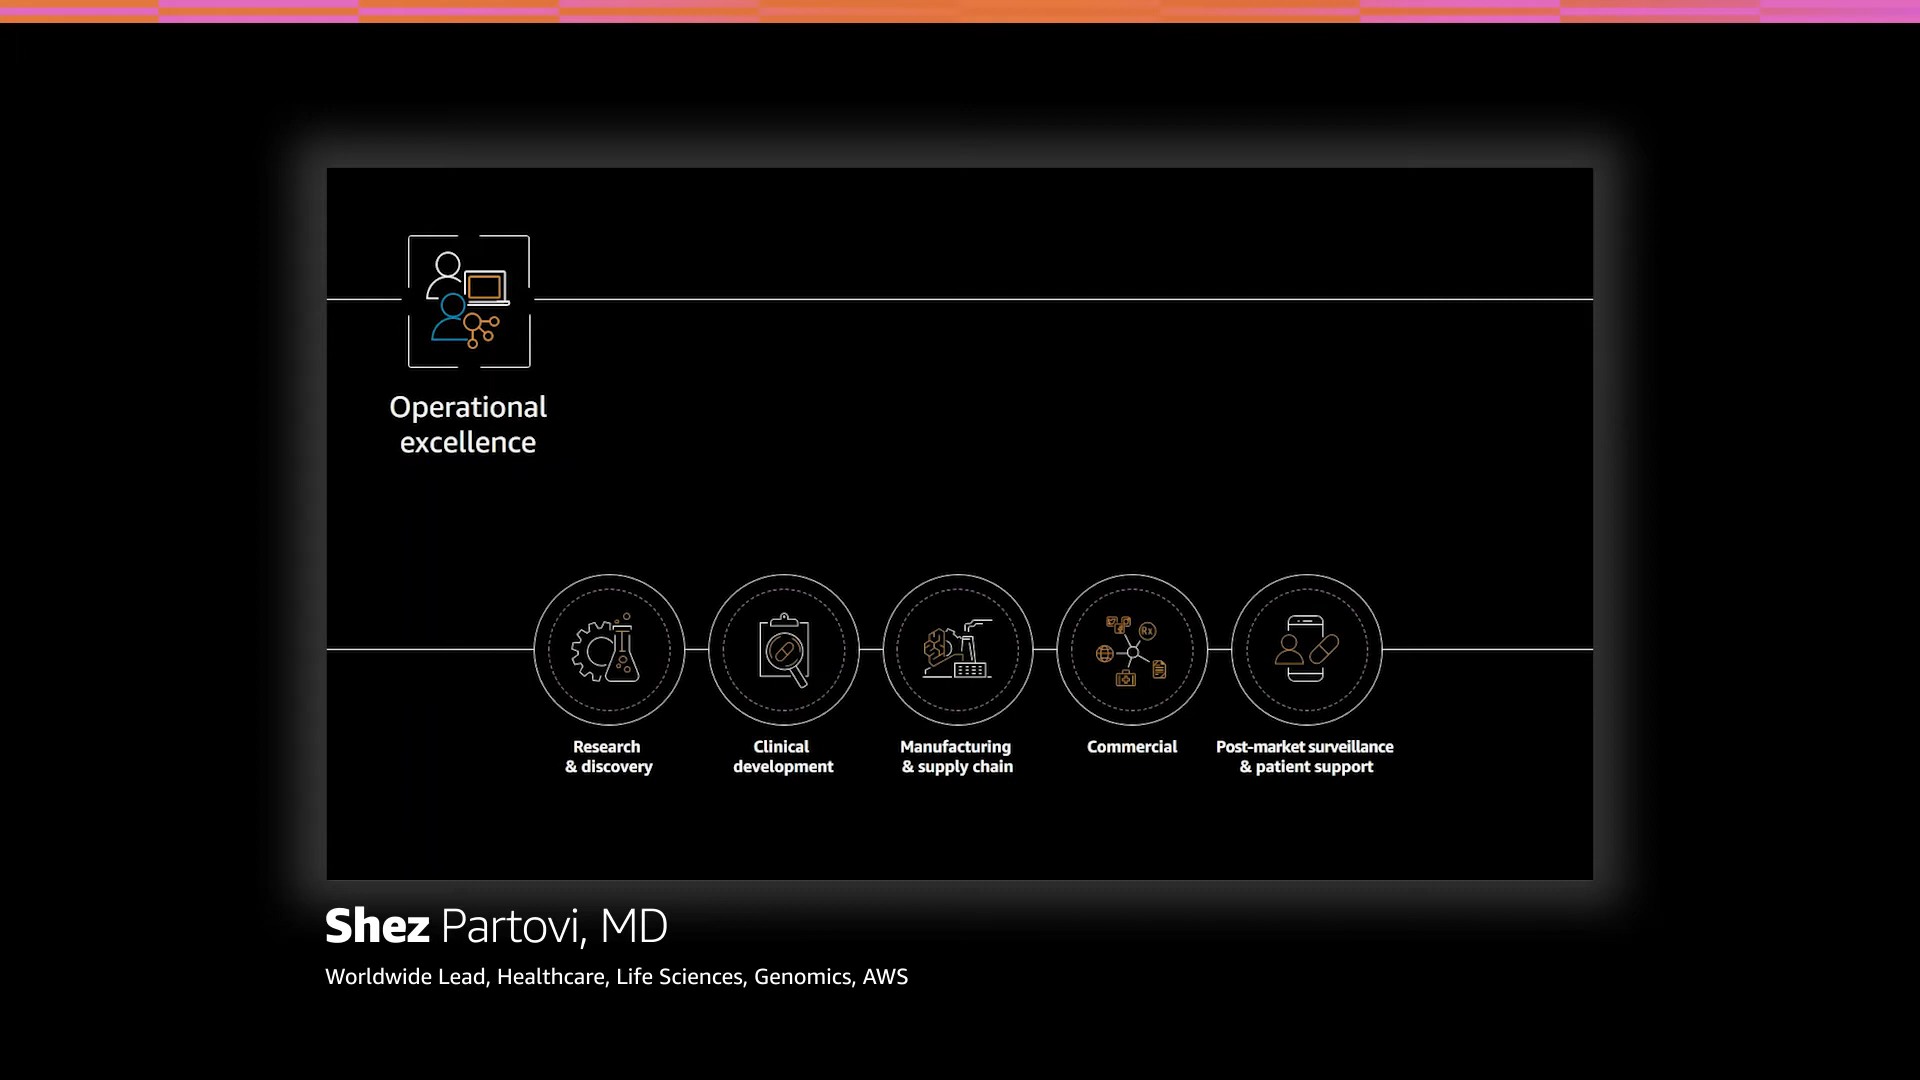 Operational
excellence
Rx
Research
& discovery
Clinical
development
Manufacturing
& supply chain
Commercial
Post-market surveillance
& patient support
Shez Partovi, MD
Worldwide Lead, Healthcare, Life Sciences, Genomics, AWS